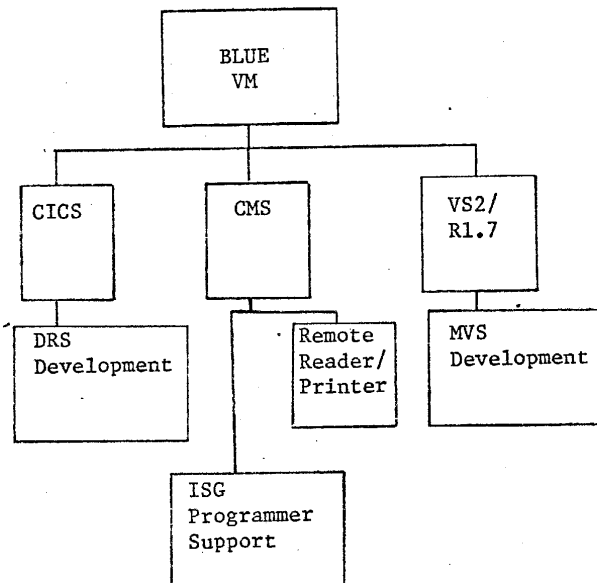 BLUE
VM
CICS
CMS
VS2/
R1.7
DRS
Development
Remote
Reader/
Printer
MVS
Development
ISG
Programmer
Support